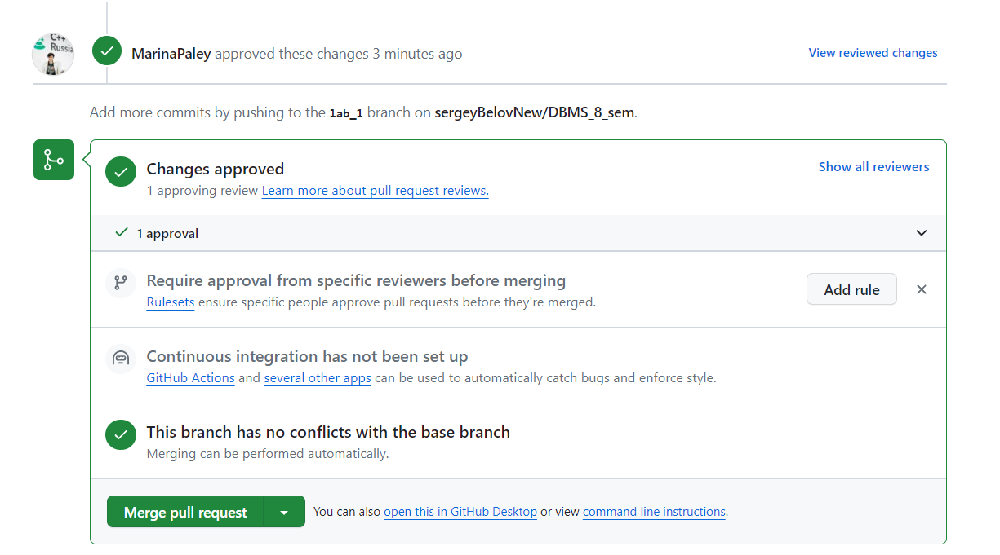 C++
Russia
MarinaPaley approved these changes 3 minutes ago
View reviewed changes
Add more commits by pushing to the lab_1 branch on sergeyBelovNew/DBMS_8_sem.
Changes approved
Show all reviewers
1 approving review Learn more about pull request reviews.
1 approval
Require approval from specific reviewers before merging
Add rule
Rulesets ensure specific people approve pull requests before they're merged.
Continuous integration has not been set up
GitHub Actions and several other apps can be used to automatically catch bugs and enforce style.
This branch has no conflicts with the base branch
Merging can be performed automatically.
Merge pull request
You can also open this in GitHub Desktop or view command line instructions.